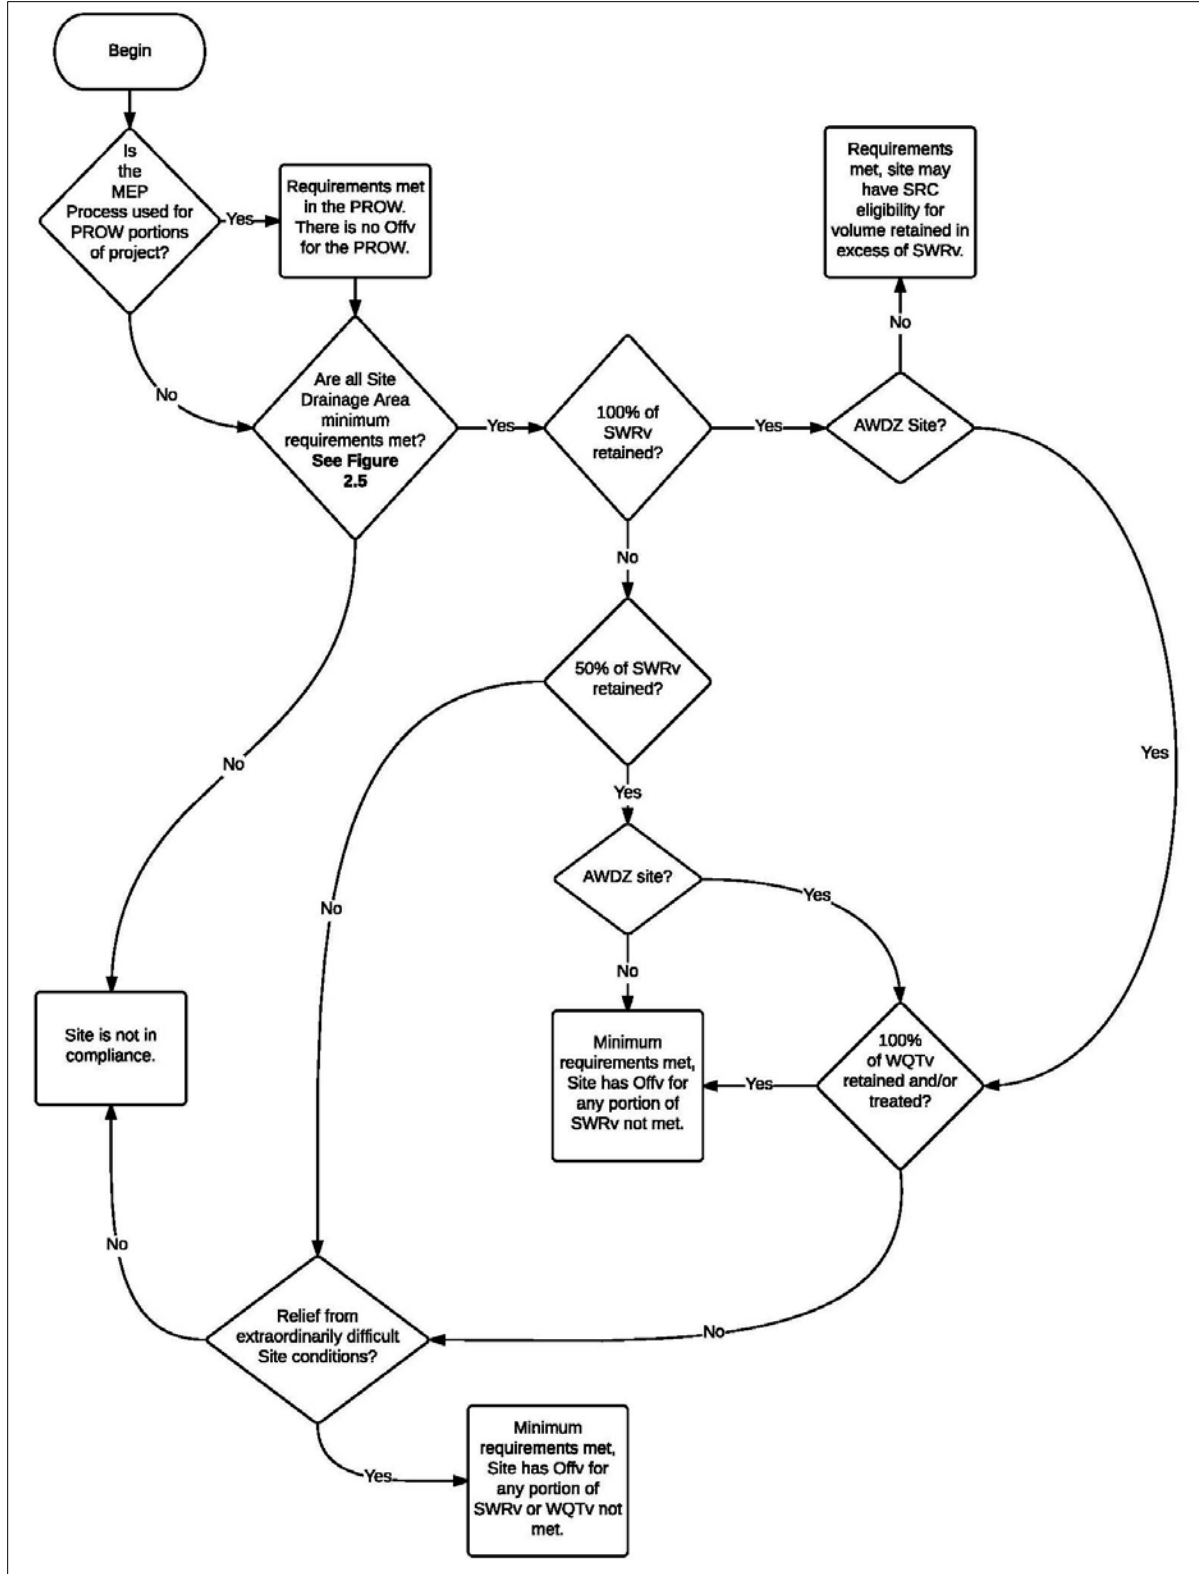 Begin
Is
the
MEP
Process used for
PROW portions
of project?
Yes
Requirements met
in the PROW.
There is no Offv
for the PROW.
No
Are all Site
Drainage Area
minimum
requirements met?
See Figure
2.5
Yes
100% of
SWRv
retained?
Yes
AWDZ Site?
No
Requirements
met, site may
have SRC
eligibility for
volume retained in
excess of SWRv.
No
50% of SWRv
retained?
Yes
No
Yes
AWDZ site?
Yes
No
No
Site is not in
compliance.
Minimum
requirements met,
Site has Offv for
any portion of
SWRv not met.
Yes
100%
of WQTv
retained and/or
treated?
No
Relief from
extraordinarily difficult
Site conditions?
No
Yes
Minimum
requirements met,
Site has Offv for
any portion of
SWRv or WQTv not
met.